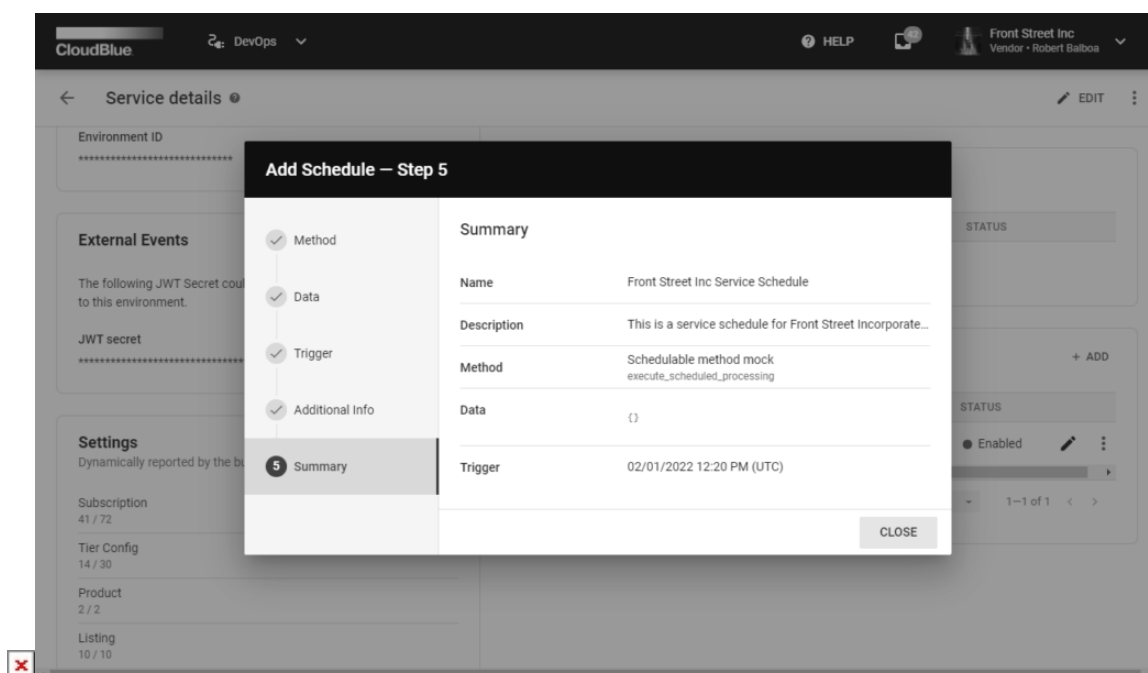 CloudBlue
DevOps
HELP
42
Front Street Inc
Vendor • Robert Balboa
Service details
EDIT
Environment ID
*****************************
External Events
The following JWT Secret coul
to this environment.
JWT secret
*******************************
Settings
Dynamically reported by the bu
Subscription
41 / 72
Tier Config
14 / 30
Product
2 / 2
Listing
10 / 10
Add Schedule — Step 5
Method
Data
Trigger
Additional Info
5 Summary
Summary
Name Front Street Inc Service Schedule
Description This is a service schedule for Front Street Incorporate...
Method Schedulable method mock
execute_scheduled_processing
Data {}
Trigger 02/01/2022 12:20 PM (UTC)
CLOSE
STATUS
+ ADD
STATUS
Enabled
1—1 of 1 < >